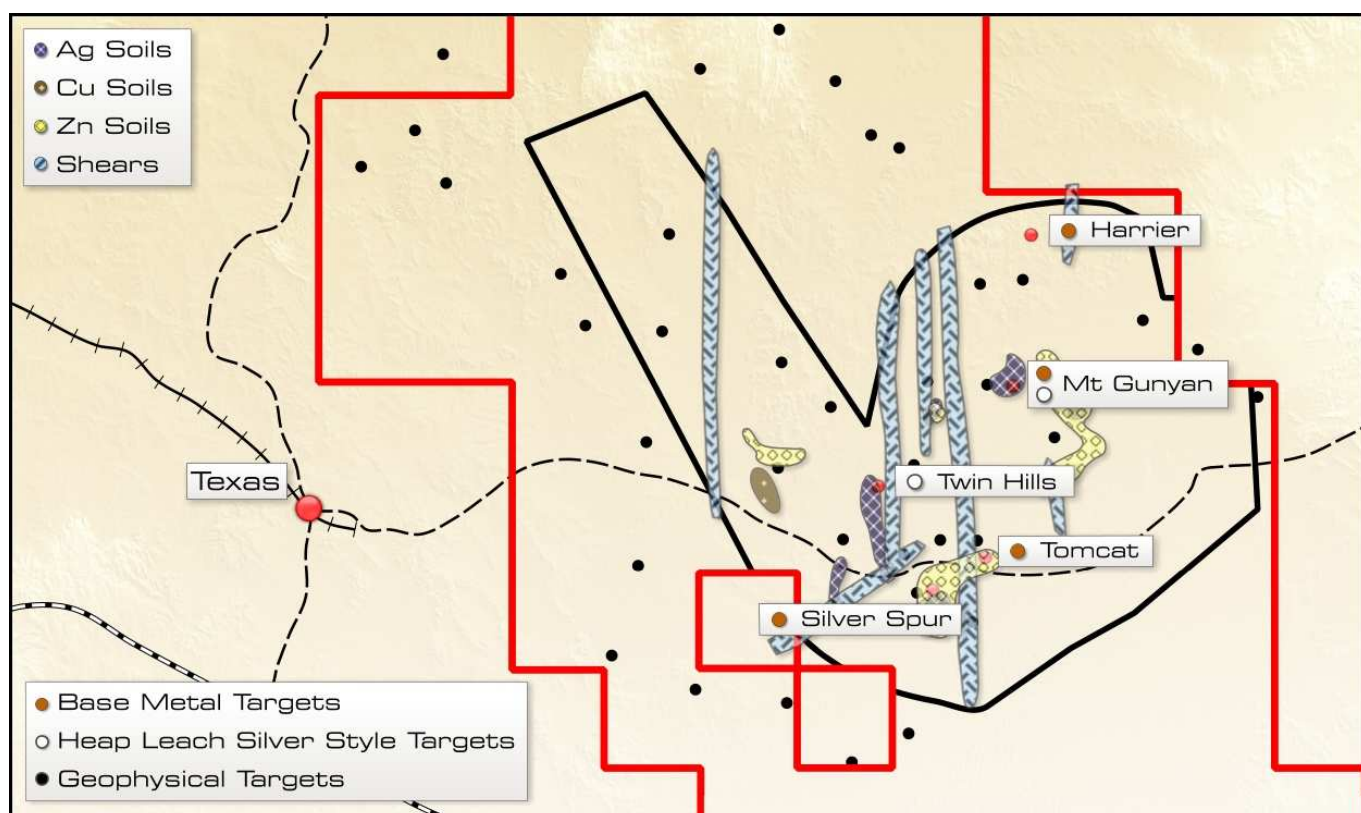 Ag Soils
Cu Soils
Zn Soils
Shears
Harrier
Mt Gunyan
Texas
Twin Hills
Tomcat
Silver Spur
Base Metal Targets
Heap Leach Silver Style Targets
Geophysical Targets